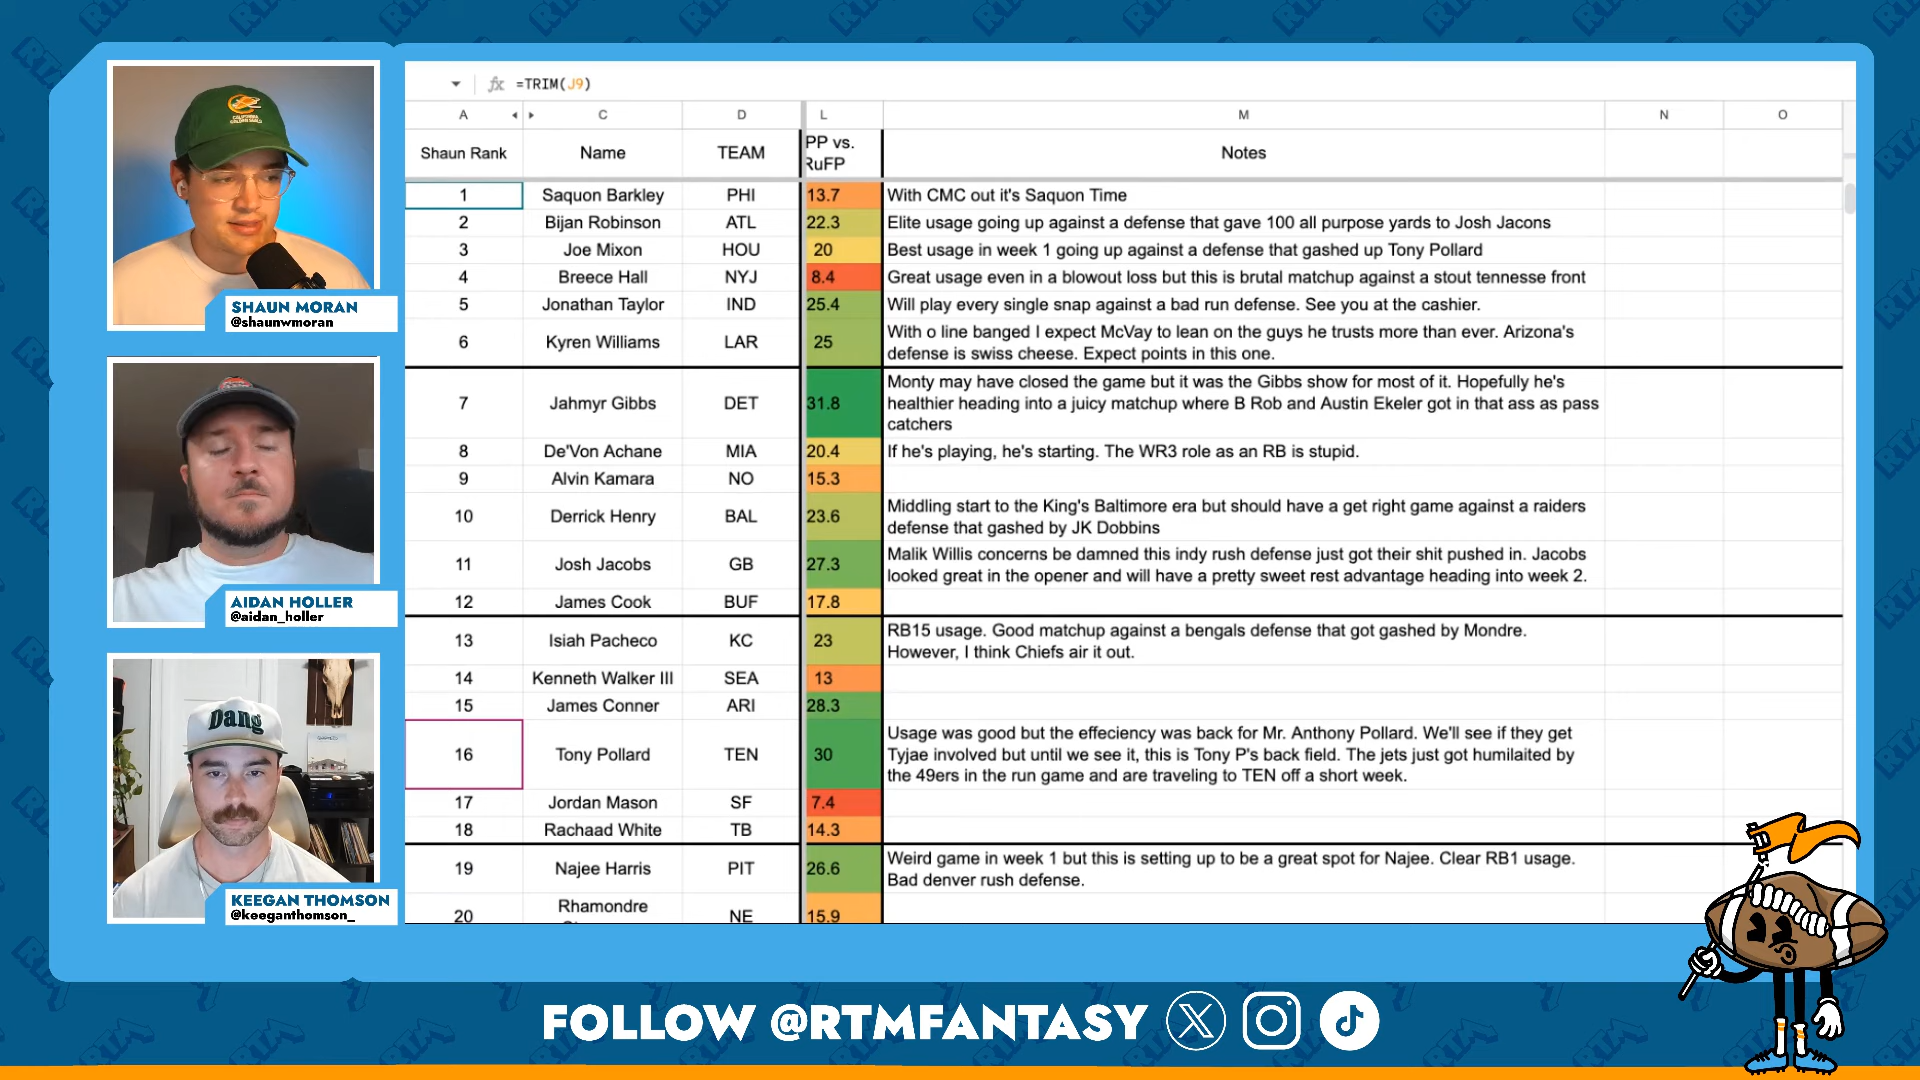 fx =TRIM(J9)
A C D L M N O
Shaun Rank Name TEAM PP vs. RuFP Notes
1 Saquon Barkley PHI 13.7 With CMC out it's Saquon Time
2 Bijan Robinson ATL 22.3 Elite usage going up against a defense that gave 100 all purpose yards to Josh Jacons
3 Joe Mixon HOU 20 Best usage in week 1 going up against a defense that gashed up Tony Pollard
4 Breece Hall NYJ 8.4 Great usage even in a blowout loss but this is brutal matchup against a stout tennesse front
5 Jonathan Taylor IND 25.4 Will play every single snap against a bad run defense. See you at the cashier.
6 Kyren Williams LAR 25 With o line banged I expect McVay to lean on the guys he trusts more than ever. Arizona's
defense is swiss cheese. Expect points in this one.
7 Jahmyr Gibbs DET 31.8 Monty may have closed the game but it was the Gibbs show for most of it. Hopefully he's
healthier heading into a juicy matchup where B Rob and Austin Ekeler got in that ass as pass
catchers
8 De'Von Achane MIA 20.4 If he's playing, he's starting. The WR3 role as an RB is stupid.
9 Alvin Kamara NO 15.3
10 Derrick Henry BAL 23.6 Middling start to the King's Baltimore era but should have a get right game against a raiders
defense that gashed by JK Dobbins
11 Josh Jacobs GB 27.3 Malik Willis concerns be damned this indy rush defense just got their shit pushed in. Jacobs
looked great in the opener and will have a pretty sweet rest advantage heading into week 2.
12 James Cook BUF 17.8
13 Isiah Pacheco KC 23 RB15 usage. Good matchup against a bengals defense that got gashed by Mondre.
However, I think Chiefs air it out.
14 Kenneth Walker III SEA 13
15 James Conner ARI 28.3
16 Tony Pollard TEN 30 Usage was good but the effeciency was back for Mr. Anthony Pollard. We'll see if they get
Tyjae involved but until we see it, this is Tony P's back field. The jets just got humilaited by
the 49ers in the run game and are traveling to TEN off a short week.
17 Jordan Mason SF 7.4
18 Rachaad White TB 14.3
19 Najee Harris PIT 26.6 Weird game in week 1 but this is setting up to be a great spot for Najee. Clear RB1 usage.
Bad denver rush defense.
20 Rhamondre NE 15.9
SHAUN MORAN
@shaunwmoran
AIDAN HOLLER
@aidan_holler
Dang
KEEGAN THOMSON
@keeganthomson_
FOLLOW @RTMFANTASY